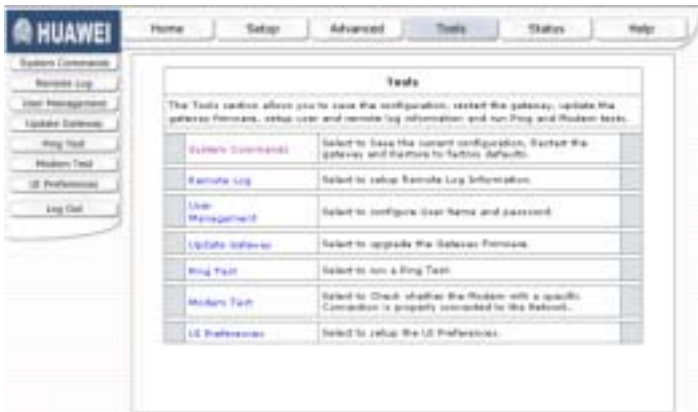 HUAWEI
Home Setup Advanced Tools Status Help
System Commands
Remote Log
User Management
Update Gateway
Ping Test
Modem Test
UI Preferences
Log Out
Tools
The Tools section allows you to save the configuration, restart the gateway, update the
gateway firmware, setup user and remote log information and run Ping and Modem tests.
System Commands
Select to Save the current configuration, Restart the
gateway and Restore to factory defaults.
Remote Log
Select to setup Remote Log Information.
User
Management
Select to configure User Name and password.
Update Gateway
Select to upgrade the Gateway Firmware.
Ping Test
Select to run a Ping Test.
Modem Test
Select to Check whether the Modem with a specific
Connection is properly connected to the Network.
UI Preferences
Select to setup the UI Preferences.